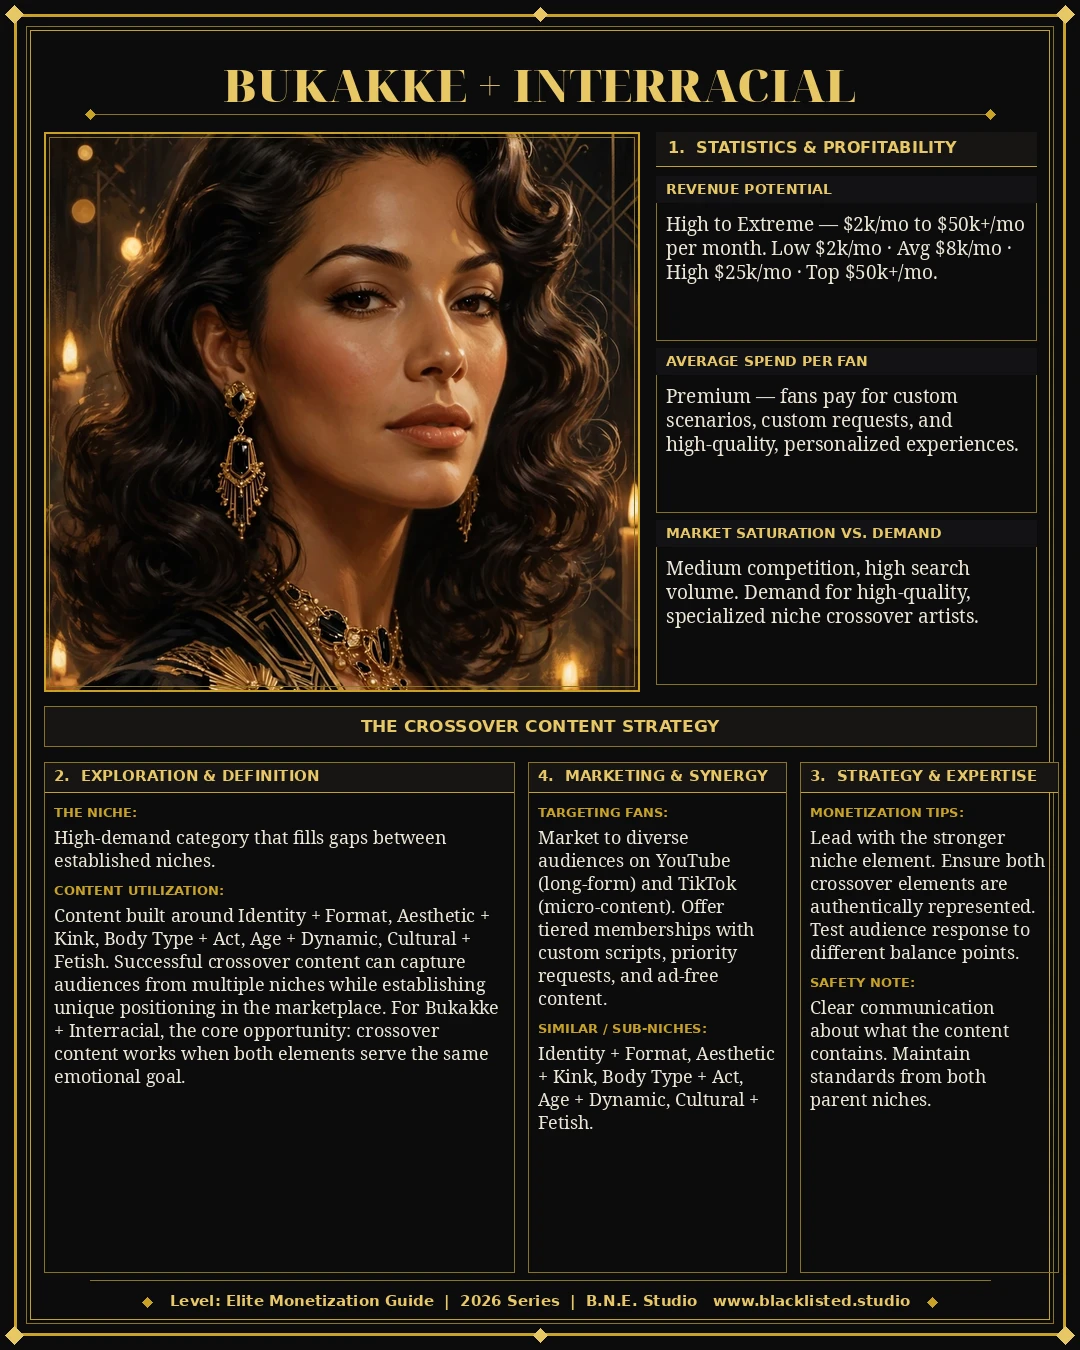 BUKAKKE + INTERRACIAL
1. STATISTICS & PROFITABILITY
REVENUE POTENTIAL
High to Extreme — $2k/mo to $50k+/mo
per month. Low $2k/mo · Avg $8k/mo ·
High $25k/mo · Top $50k+/mo.
AVERAGE SPEND PER FAN
Premium — fans pay for custom
scenarios, custom requests, and
high-quality, personalized experiences.
MARKET SATURATION VS. DEMAND
Medium competition, high search
volume. Demand for high-quality,
specialized niche crossover artists.
THE CROSSOVER CONTENT STRATEGY
2. EXPLORATION & DEFINITION
THE NICHE:
High-demand category that fills gaps between
established niches.
CONTENT UTILIZATION:
Content built around Identity + Format, Aesthetic +
Kink, Body Type + Act, Age + Dynamic, Cultural +
Fetish. Successful crossover content can capture
audiences from multiple niches while establishing
unique positioning in the marketplace. For Bukakke
+ Interracial, the core opportunity: crossover
content works when both elements serve the same
emotional goal.
4. MARKETING & SYNERGY
TARGETING FANS:
Market to diverse
audiences on YouTube
(long-form) and TikTok
(micro-content). Offer
tiered memberships with
custom scripts, priority
requests, and ad-free
content.
SIMILAR / SUB-NICHES:
Identity + Format, Aesthetic
+ Kink, Body Type + Act,
Age + Dynamic, Cultural +
Fetish.
3. STRATEGY & EXPERTISE
MONETIZATION TIPS:
Lead with the stronger
niche element. Ensure both
crossover elements are
authentically represented.
Test audience response to
different balance points.
SAFETY NOTE:
Clear communication
about what the content
contains. Maintain
standards from both
parent niches.
Level: Elite Monetization Guide | 2026 Series | B.N.E. Studio www.blacklisted.studio